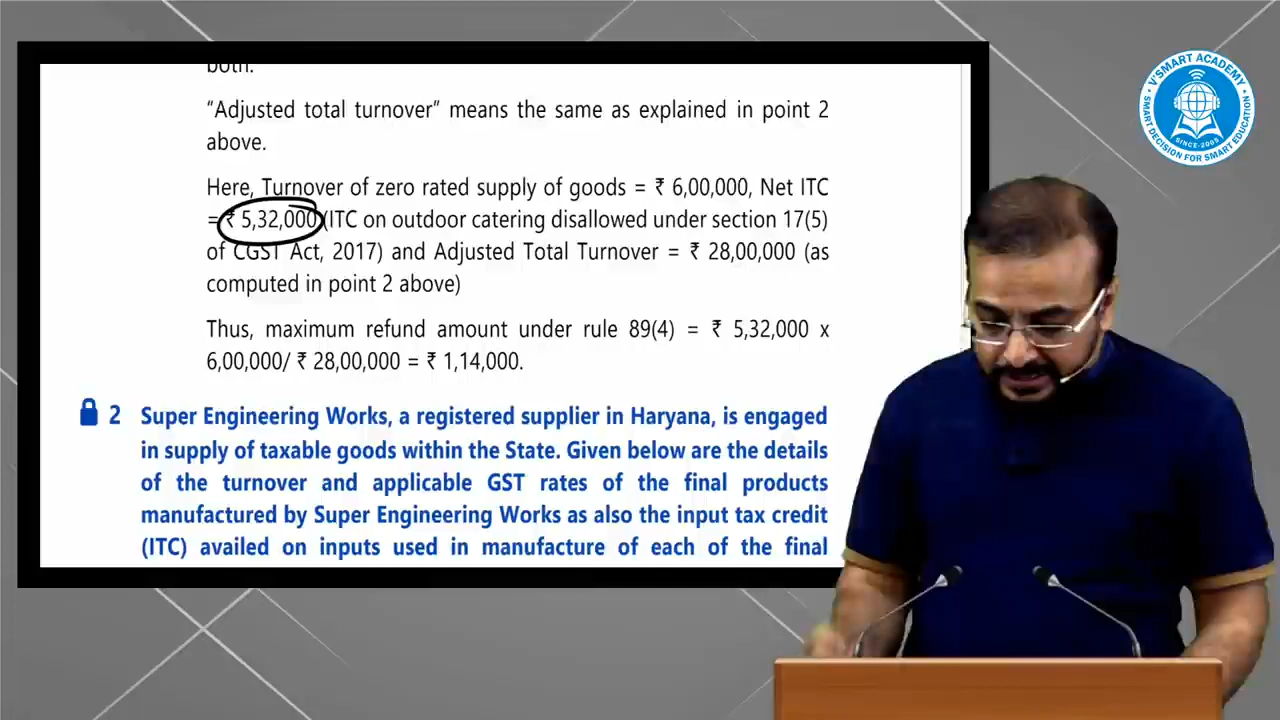 both.
“Adjusted total turnover” means the same as explained in point 2
above.
Here, Turnover of zero rated supply of goods = ₹ 6,00,000, Net ITC
= ₹ 5,32,000 (ITC on outdoor catering disallowed under section 17(5)
of CGST Act, 2017) and Adjusted Total Turnover = ₹ 28,00,000 (as
computed in point 2 above)
Thus, maximum refund amount under rule 89(4) = ₹ 5,32,000 x
6,00,000/ ₹ 28,00,000 = ₹ 1,14,000.
2 Super Engineering Works, a registered supplier in Haryana, is engaged
in supply of taxable goods within the State. Given below are the details
of the turnover and applicable GST rates of the final products
manufactured by Super Engineering Works as also the input tax credit
(ITC) availed on inputs used in manufacture of each of the final
V'SMART ACADEMY
SINCE-2005
SMART DECISION FOR SMART EDUCATION